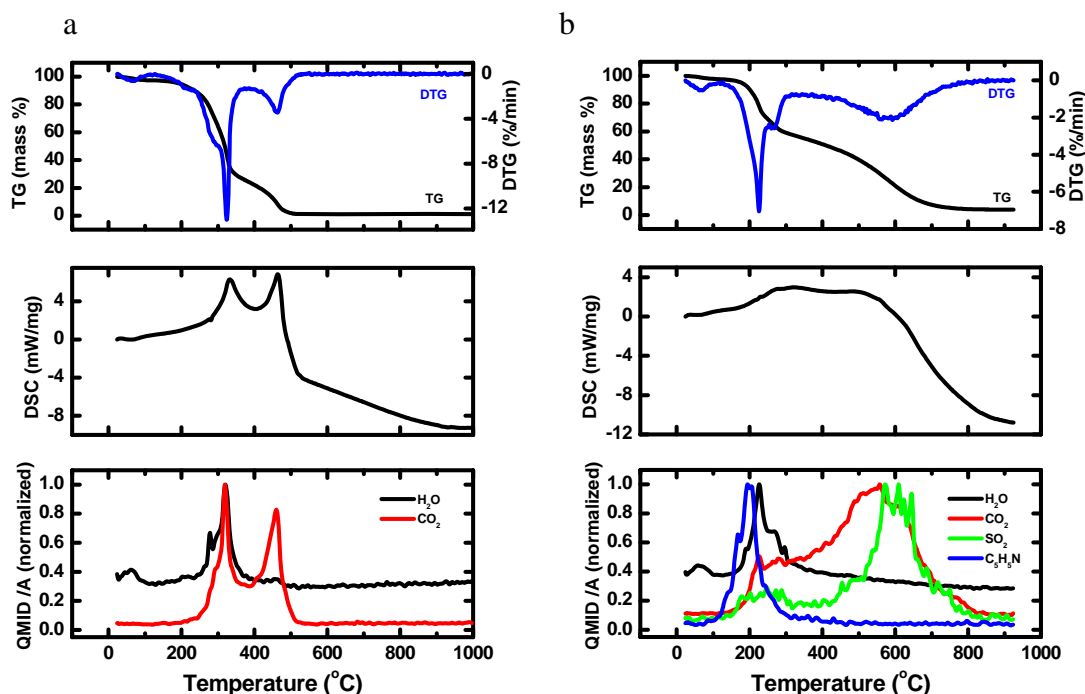 a
100
80
60
40
20
0
TG (mass %)
0
-4
-8
-12
DTG (%/min)
DTG
TG
4
0
-4
-8
DSC (mW/mg)
1.0
0.8
0.6
0.4
0.2
0.0
QMID /A (normalized)
H₂O
CO₂
0 200 400 600 800 1000
Temperature (°C)
b
100
80
60
40
20
0
TG (mass %)
0
-2
-4
-6
-8
DTG (%/min)
DTG
TG
4
0
-4
-8
-12
DSC (mW/mg)
1.0
0.8
0.6
0.4
0.2
0.0
QMID /A (normalized)
H₂O
CO₂
SO₂
C₅H₅N
0 200 400 600 800 1000
Temperature (°C)